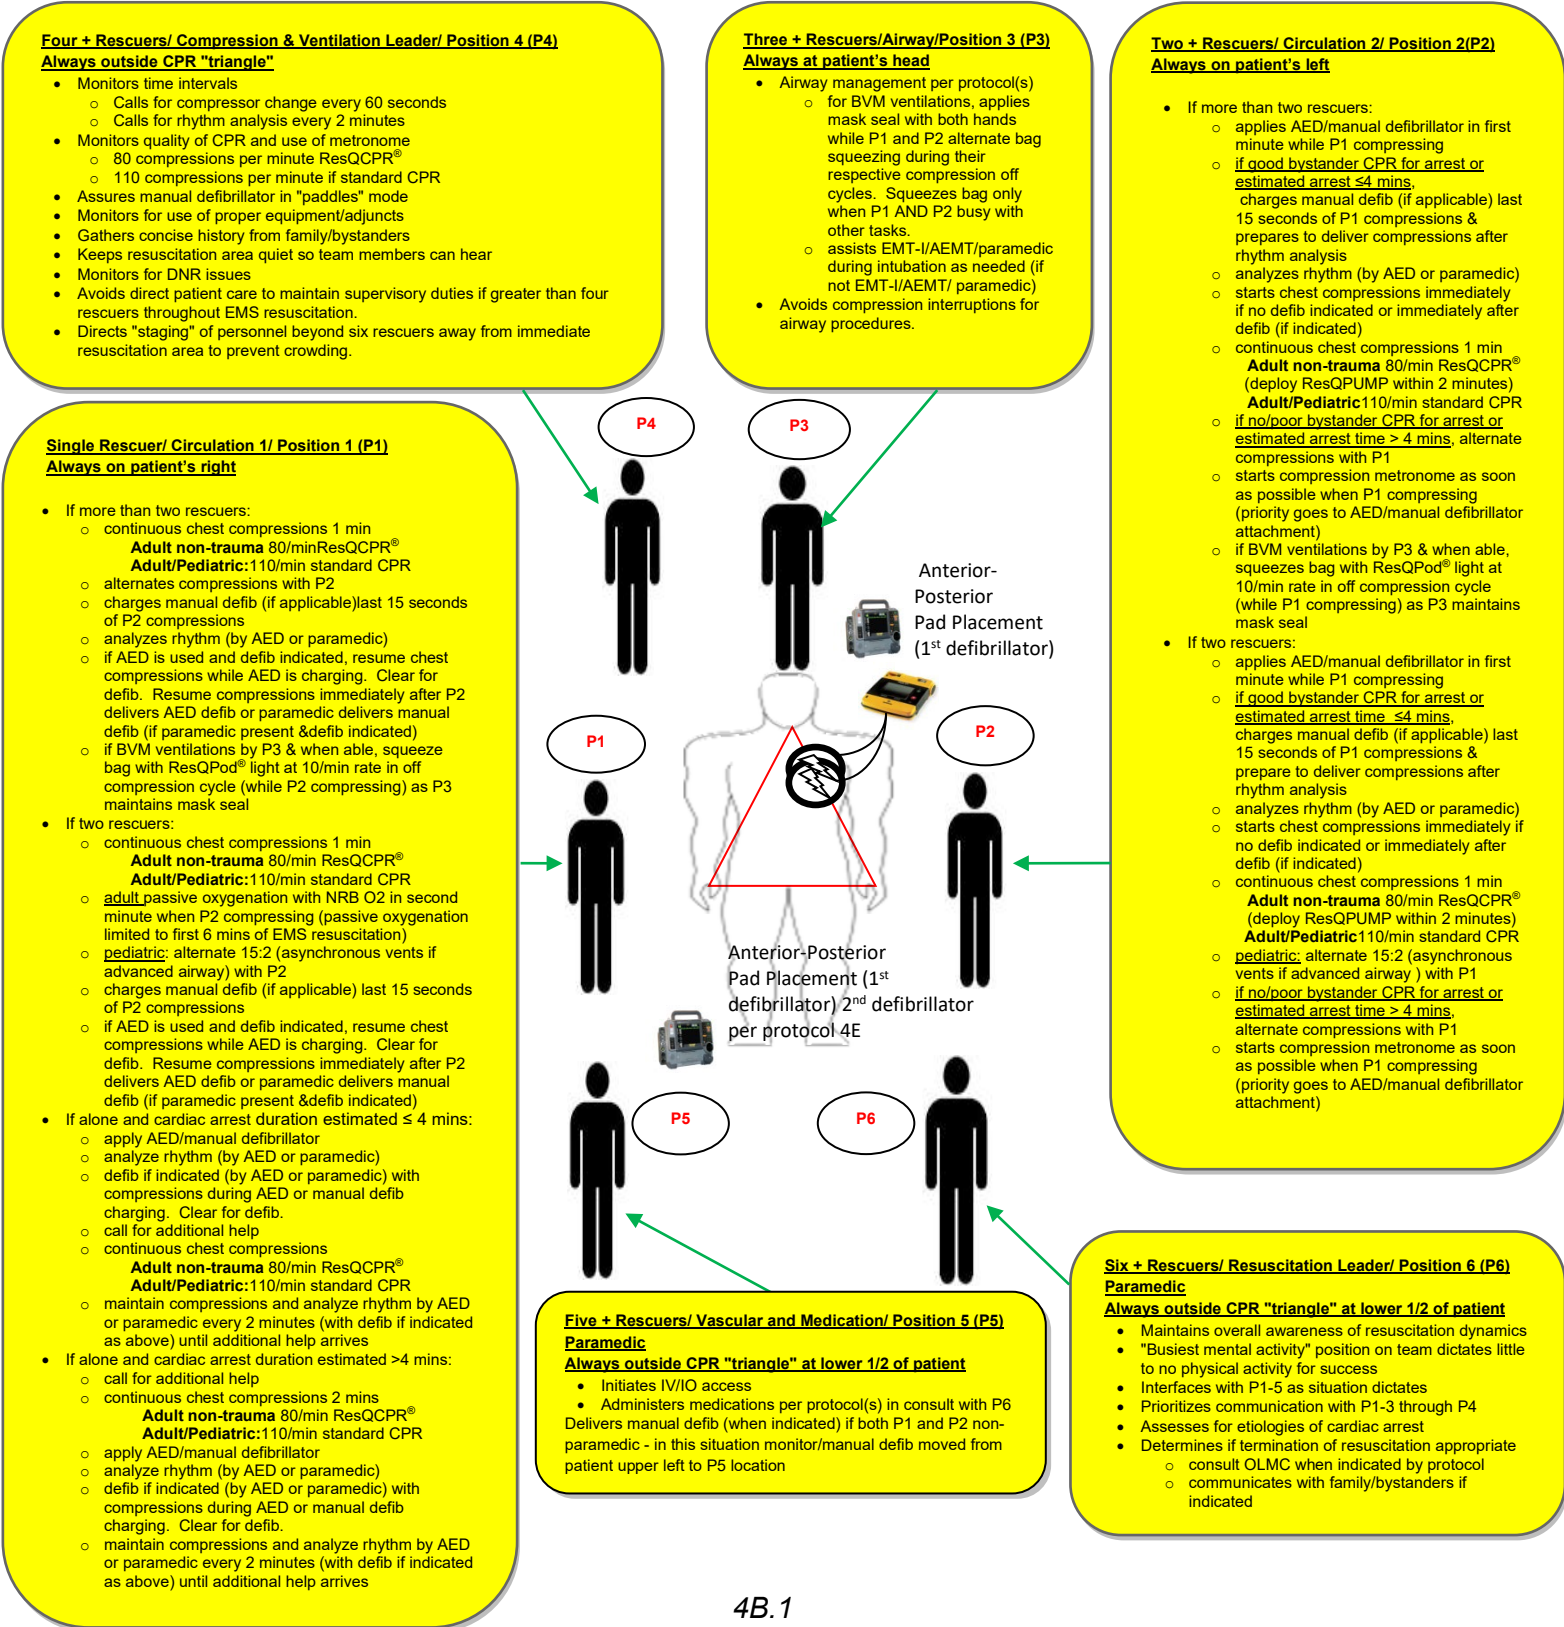 Four + Rescuers/ Compression & Ventilation Leader/ Position 4 (P4)
Always outside CPR "triangle"
• Monitors time intervals
o Calls for compressor change every 60 seconds
o Calls for rhythm analysis every 2 minutes
• Monitors quality of CPR and use of metronome
o 80 compressions per minute ResQCPR®
o 110 compressions per minute if standard CPR
• Assures manual defibrillator in "paddles" mode
• Monitors for use of proper equipment/adjuncts
• Gathers concise history from family/bystanders
• Keeps resuscitation area quiet so team members can hear
• Monitors for DNR issues
• Avoids direct patient care to maintain supervisory duties if greater than four
rescuers throughout EMS resuscitation.
• Directs "staging" of personnel beyond six rescuers away from immediate
resuscitation area to prevent crowding.
Three + Rescuers/Airway/Position 3 (P3)
Always at patient's head
• Airway management per protocol(s)
o for BVM ventilations, applies
mask seal with both hands
while P1 and P2 alternate bag
squeezing during their
respective compression off
cycles. Squeezes bag only
when P1 AND P2 busy with
other tasks.
o assists EMT-I/AEMT/paramedic
during intubation as needed (if
not EMT-I/AEMT/ paramedic)
• Avoids compression interruptions for
airway procedures.
Two + Rescuers/ Circulation 2/ Position 2(P2)
Always on patient's left
• If more than two rescuers:
o applies AED/manual defibrillator in first
minute while P1 compressing
o if good bystander CPR for arrest or
estimated arrest ≤4 mins,
charges manual defib (if applicable) last
15 seconds of P1 compressions &
prepares to deliver compressions after
rhythm analysis
o analyzes rhythm (by AED or paramedic)
o starts chest compressions immediately
if no defib indicated or immediately after
defib (if indicated)
o continuous chest compressions 1 min
Adult non-trauma 80/min ResQCPR®
(deploy ResQPUMP within 2 minutes)
Adult/Pediatric110/min standard CPR
o if no/poor bystander CPR for arrest or
estimated arrest time > 4 mins, alternate
compressions with P1
o starts compression metronome as soon
as possible when P1 compressing
(priority goes to AED/manual defibrillator
attachment)
o if BVM ventilations by P3 & when able,
squeezes bag with ResQPod® light at
10/min rate in off compression cycle
(while P1 compressing) as P3 maintains
mask seal
• If two rescuers:
o applies AED/manual defibrillator in first
minute while P1 compressing
o if good bystander CPR for arrest or
estimated arrest time ≤4 mins,
charges manual defib (if applicable) last
15 seconds of P1 compressions &
prepare to deliver compressions after
rhythm analysis
o analyzes rhythm (by AED or paramedic)
o starts chest compressions immediately if
no defib indicated or immediately after
defib (if indicated)
o continuous chest compressions 1 min
Adult non-trauma 80/min ResQCPR®
(deploy ResQPUMP within 2 minutes)
Adult/Pediatric110/min standard CPR
o pediatric: alternate 15:2 (asynchronous
vents if advanced airway ) with P1
o if no/poor bystander CPR for arrest or
estimated arrest time > 4 mins,
alternate compressions with P1
o starts compression metronome as soon
as possible when P1 compressing
(priority goes to AED/manual defibrillator
attachment)
Single Rescuer/ Circulation 1/ Position 1 (P1)
Always on patient's right
• If more than two rescuers:
o continuous chest compressions 1 min
Adult non-trauma 80/minResQCPR®
Adult/Pediatric:110/min standard CPR
o alternates compressions with P2
o charges manual defib (if applicable)last 15 seconds
of P2 compressions
o analyzes rhythm (by AED or paramedic)
o if AED is used and defib indicated, resume chest
compressions while AED is charging. Clear for
defib. Resume compressions immediately after P2
delivers AED defib or paramedic delivers manual
defib (if paramedic present &defib indicated)
o if BVM ventilations by P3 & when able, squeeze
bag with ResQPod® light at 10/min rate in off
compression cycle (while P2 compressing) as P3
maintains mask seal
• If two rescuers:
o continuous chest compressions 1 min
Adult non-trauma 80/min ResQCPR®
Adult/Pediatric:110/min standard CPR
o adult passive oxygenation with NRB O2 in second
minute when P2 compressing (passive oxygenation
limited to first 6 mins of EMS resuscitation)
o pediatric: alternate 15:2 (asynchronous vents if
advanced airway) with P2
o charges manual defib (if applicable) last 15 seconds
of P2 compressions
o if AED is used and defib indicated, resume chest
compressions while AED is charging. Clear for
defib. Resume compressions immediately after P2
delivers AED defib or paramedic delivers manual
defib (if paramedic present &defib indicated)
• If alone and cardiac arrest duration estimated ≤ 4 mins:
o apply AED/manual defibrillator
o analyze rhythm (by AED or paramedic)
o defib if indicated (by AED or paramedic) with
compressions during AED or manual defib
charging. Clear for defib.
o call for additional help
o continuous chest compressions
Adult non-trauma 80/min ResQCPR®
Adult/Pediatric:110/min standard CPR
o maintain compressions and analyze rhythm by AED
or paramedic every 2 minutes (with defib if indicated
as above) until additional help arrives
• If alone and cardiac arrest duration estimated >4 mins:
o call for additional help
o continuous chest compressions 2 mins
Adult non-trauma 80/min ResQCPR®
Adult/Pediatric:110/min standard CPR
o apply AED/manual defibrillator
o analyze rhythm (by AED or paramedic)
o defib if indicated (by AED or paramedic) with
compressions during AED or manual defib
charging. Clear for defib.
o maintain compressions and analyze rhythm by AED
or paramedic every 2 minutes (with defib if indicated
as above) until additional help arrives
P4
P3
Anterior-
Posterior
Pad Placement
(1st defibrillator)
P1
P2
Anterior-Posterior
Pad Placement (1st
defibrillator) 2nd defibrillator
per protocol 4E
P5
P6
Five + Rescuers/ Vascular and Medication/ Position 5 (P5)
Paramedic
Always outside CPR "triangle" at lower 1/2 of patient
• Initiates IV/IO access
• Administers medications per protocol(s) in consult with P6
Delivers manual defib (when indicated) if both P1 and P2 non-
paramedic - in this situation monitor/manual defib moved from
patient upper left to P5 location
Six + Rescuers/ Resuscitation Leader/ Position 6 (P6)
Paramedic
Always outside CPR "triangle" at lower 1/2 of patient
• Maintains overall awareness of resuscitation dynamics
• "Busiest mental activity" position on team dictates little
to no physical activity for success
• Interfaces with P1-5 as situation dictates
• Prioritizes communication with P1-3 through P4
• Assesses for etiologies of cardiac arrest
• Determines if termination of resuscitation appropriate
o consult OLMC when indicated by protocol
o communicates with family/bystanders if
indicated
4B.1